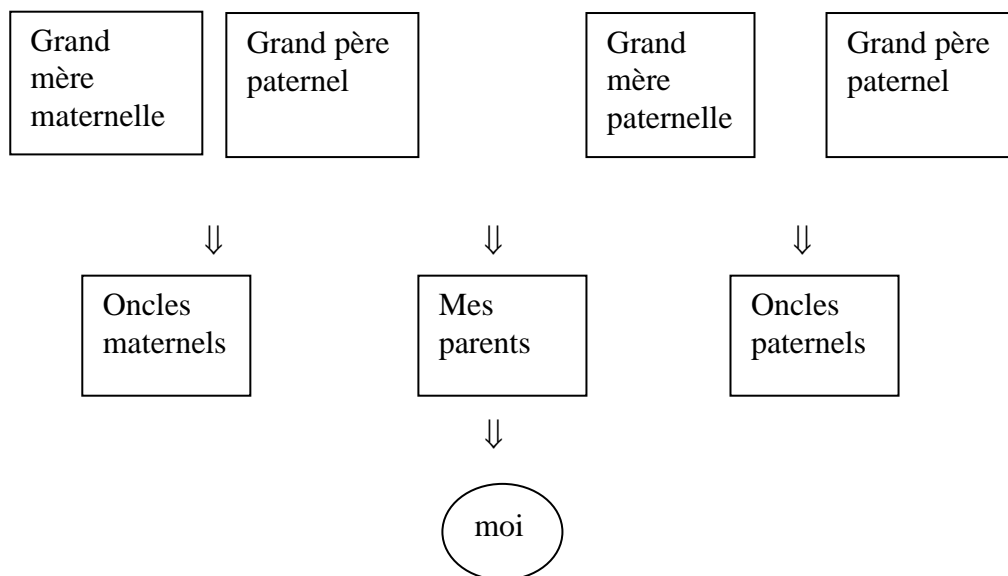 Grand
mère
maternelle
Grand père
paternel
Grand
mère
paternelle
Grand père
paternel
⇓ ⇓ ⇓
Oncles
maternels
Mes
parents
Oncles
paternels
⇓
moi